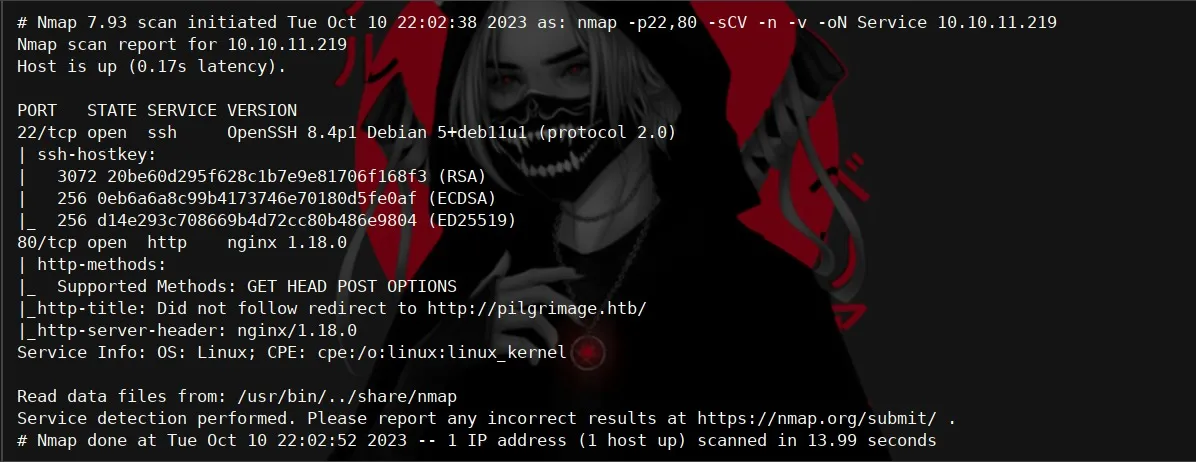 # Nmap 7.93 scan initiated Tue Oct 10 22:02:38 2023 as: nmap -p22,80 -sCV -n -v -oN Service 10.10.11.219
Nmap scan report for 10.10.11.219
Host is up (0.17s latency).
PORT   STATE SERVICE VERSION
22/tcp open  ssh     OpenSSH 8.4p1 Debian 5+deb11u1 (protocol 2.0)
| ssh-hostkey:
|   3072 20be60d295f628c1b7e9e81706f168f3 (RSA)
|   256 0eb6a6a8c99b4173746e70180d5fe0af (ECDSA)
|_  256 d14e293c708669b4d72cc80b486e9804 (ED25519)
80/tcp open  http    nginx 1.18.0
| http-methods:
|_  Supported Methods: GET HEAD POST OPTIONS
|_http-title: Did not follow redirect to http://pilgrimage.htb/
|_http-server-header: nginx/1.18.0
Service Info: OS: Linux; CPE: cpe:/o:linux:linux_kernel
Read data files from: /usr/bin/../share/nmap
Service detection performed. Please report any incorrect results at https://nmap.org/submit/ .
# Nmap done at Tue Oct 10 22:02:52 2023 -- 1 IP address (1 host up) scanned in 13.99 seconds